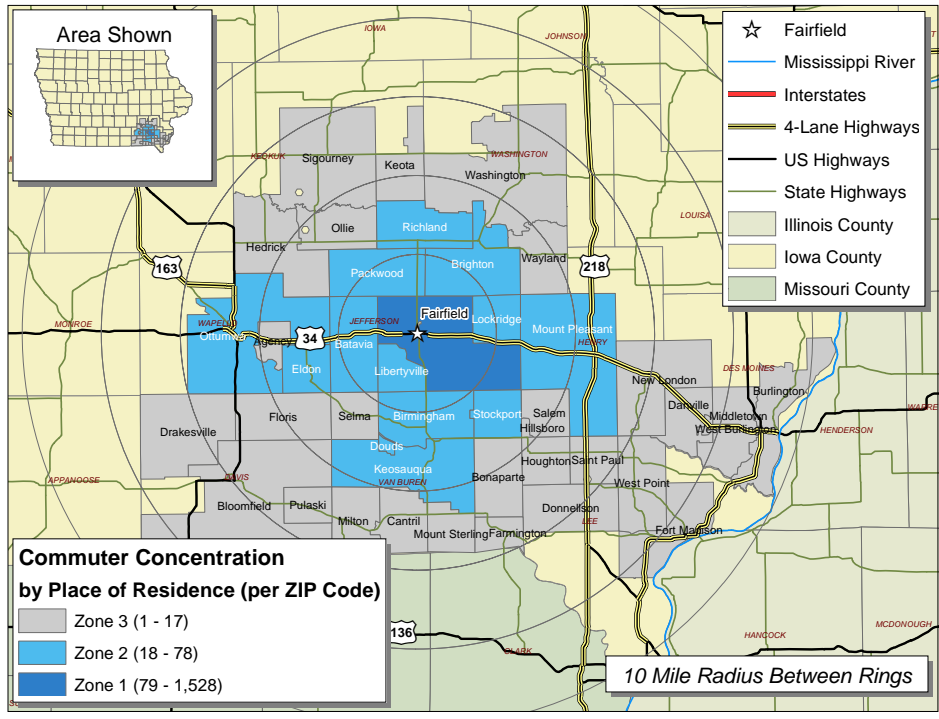 Area Shown
IOWA
JOHNSON
Fairfield
Mississippi River
Interstates
4-Lane Highways
US Highways
State Highways
Illinois County
Iowa County
Missouri County
KEOKUK
Sigourney
Keota
WASHINGTON
Washington
LOUISA
Ollie
Richland
Hedrick
Wayland
Brighton
Packwood
163
218
Fairfield
JEFFERSON
Lockridge
MONROE
WAPELLO
Ottumwa
Agency
34
Batavia
Mount Pleasant
HENRY
Eldon
Libertyville
DES MOINES
New London
Burlington
Danville
Middletown
West Burlington
WARRE
HENDERSON
Drakesville
Floris
Selma
Birmingham
Stockport
Salem
Hillsboro
Douds
Keosauqua
VAN BUREN
Houghton
Saint Paul
Bonaparte
West Point
APPANOOSE
DAVIS
Bloomfield
Pulaski
Milton
Cantril
Donnellson
LEE
Mount Sterling
Farmington
Fort Madison
Commuter Concentration
by Place of Residence (per ZIP Code)
Zone 3 (1 - 17)
Zone 2 (18 - 78)
Zone 1 (79 - 1,528)
136
CLARK
HANCOCK
MCDONOUGH
10 Mile Radius Between Rings